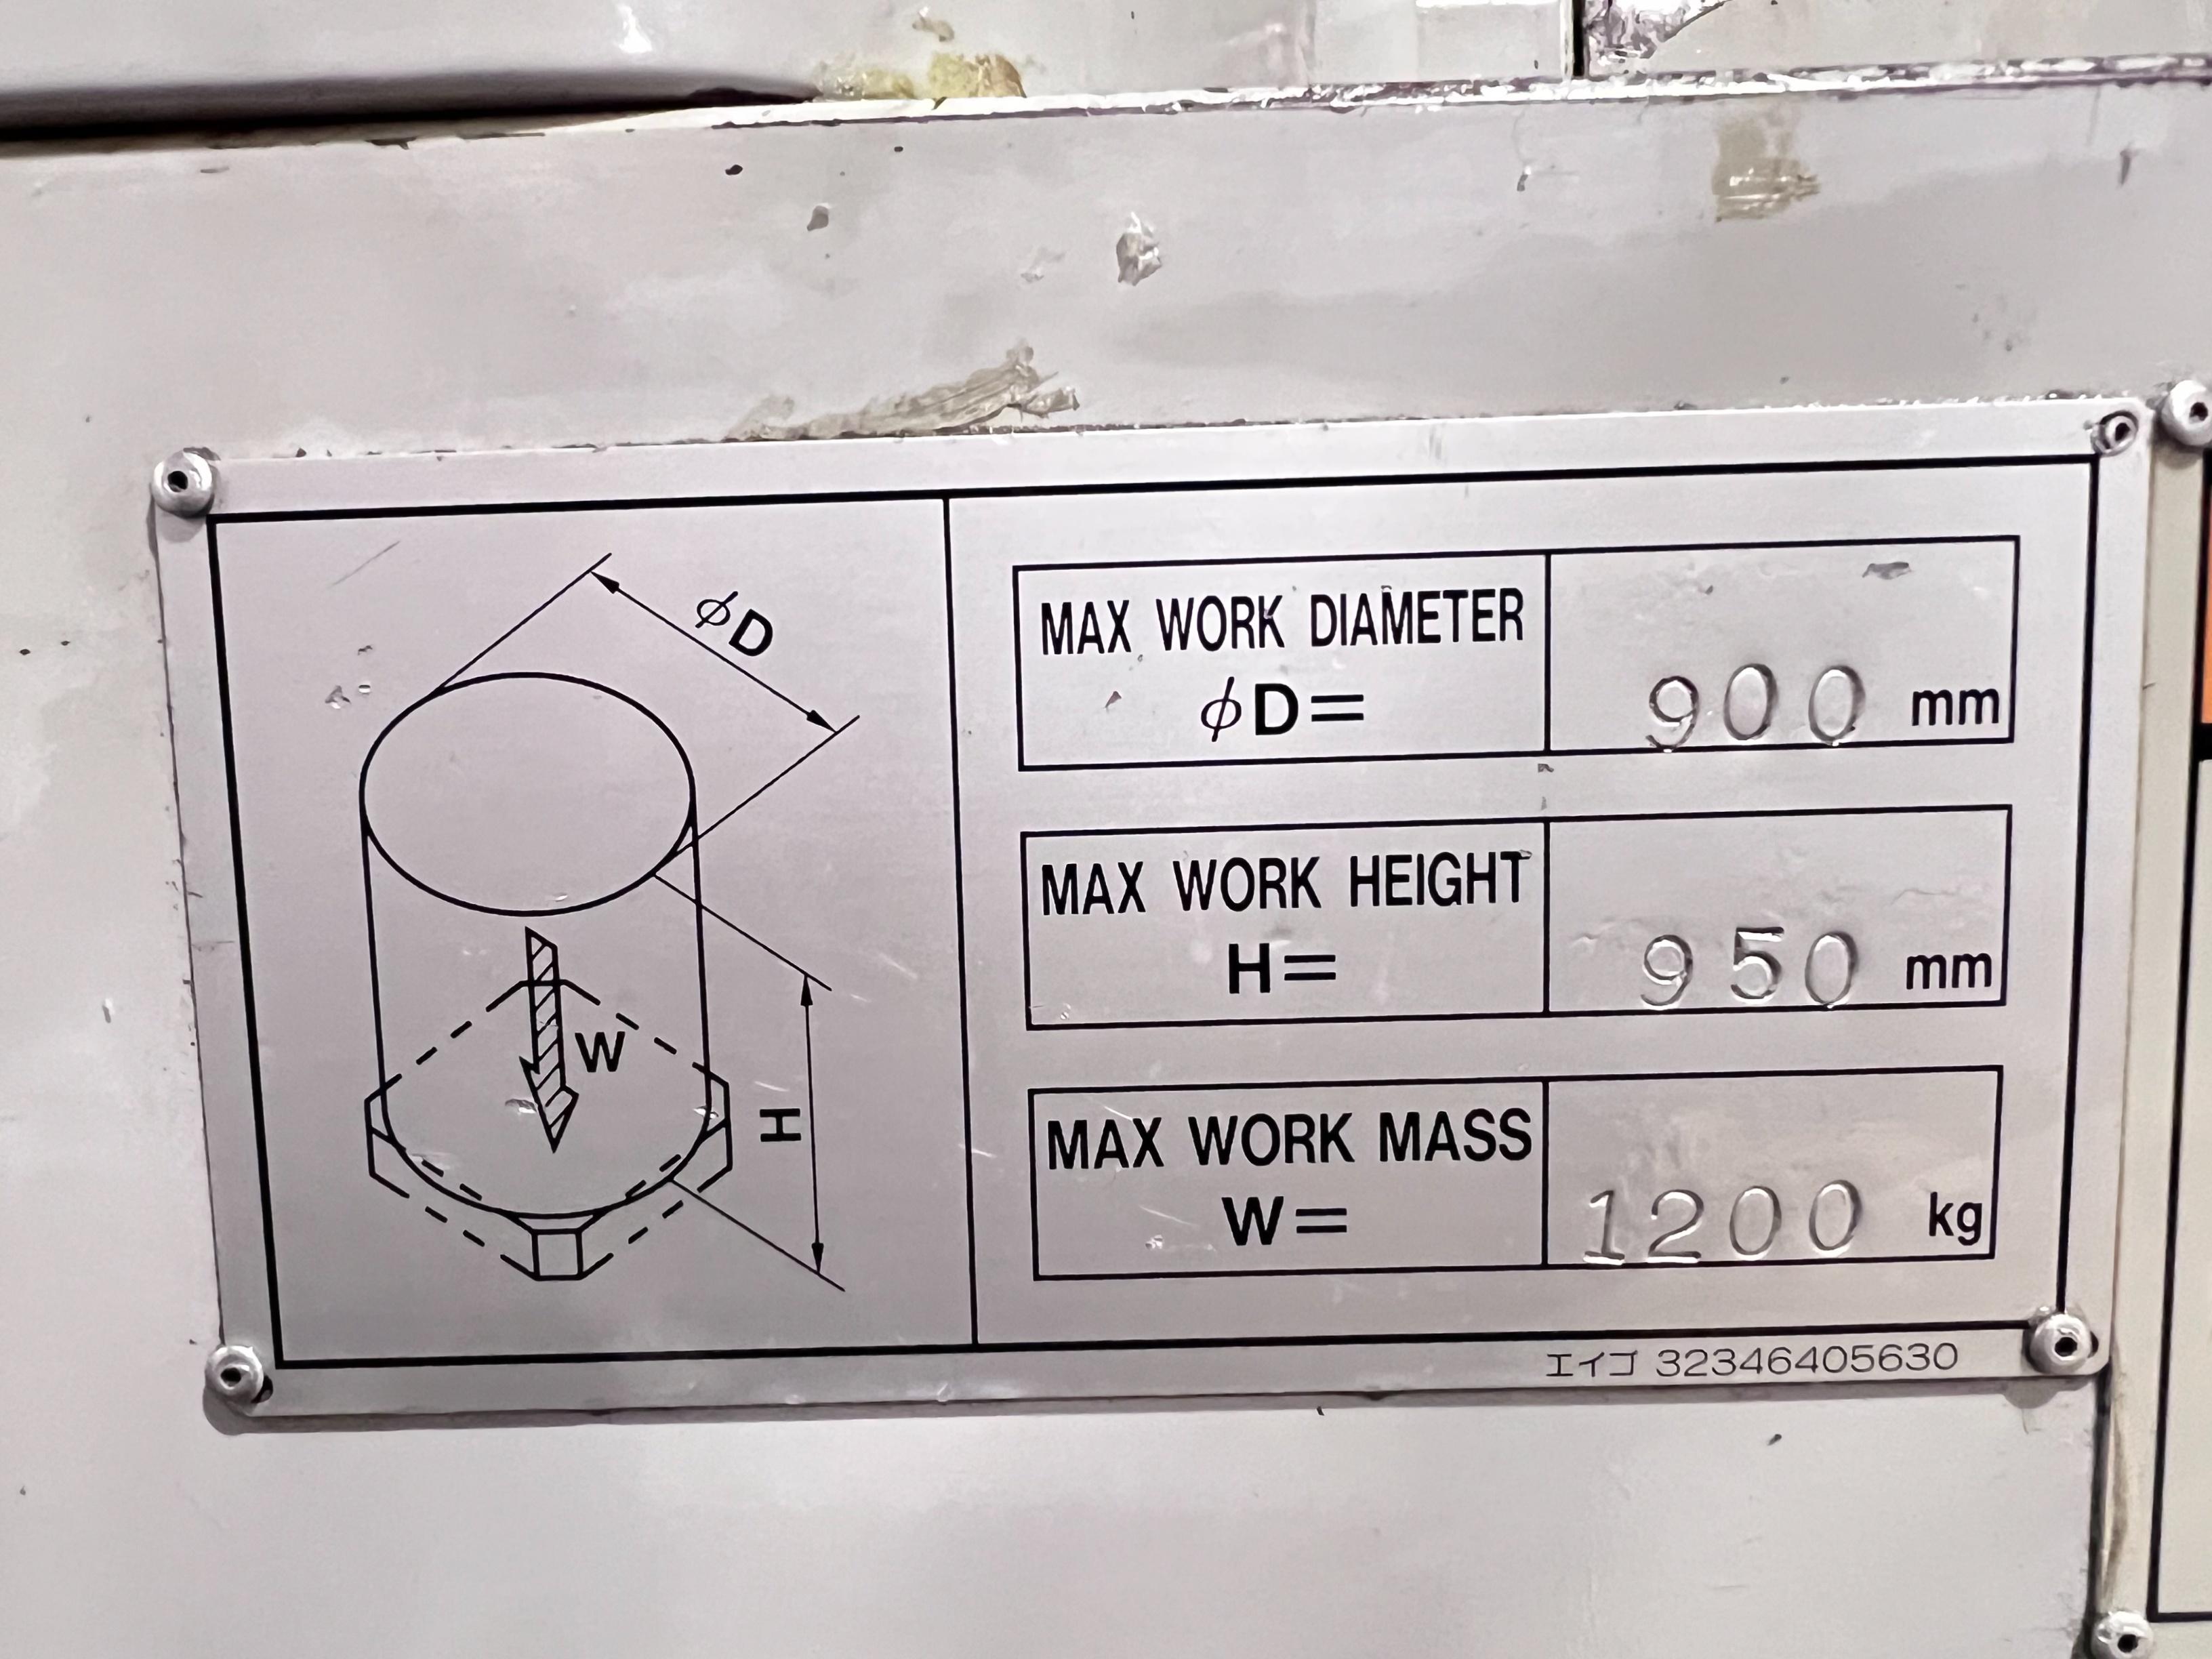 φD
W
H
MAX WORK DIAMETER
φD=
900 mm
MAX WORK HEIGHT
H=
950 mm
MAX WORK MASS
W=
1200 kg
エイゴ 32346405630